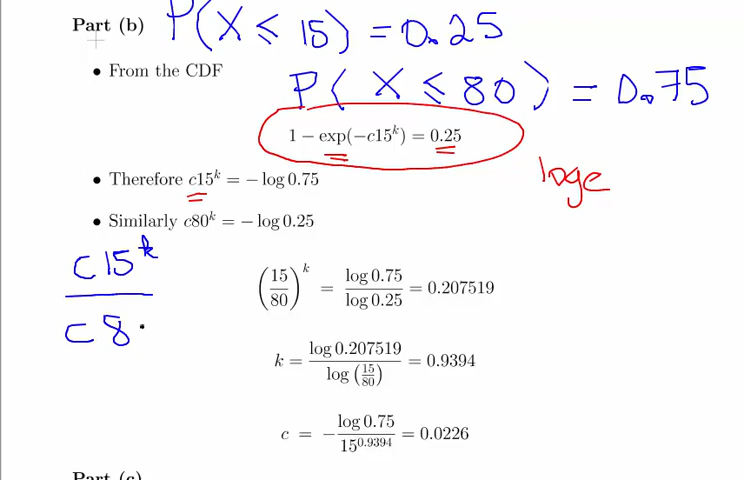 Part (b) P(X ≤ 15) = 0.25
• From the CDF
P( X ≤ 80 ) = 0.75
1 − exp(−c15^k) = 0.25
• Therefore c15^k = − log 0.75
loge
• Similarly c80^k = − log 0.25
c15^k
c8
(15/80)^k = log 0.75 / log 0.25 = 0.207519
k = log 0.207519 / log (15/80) = 0.9394
c = − log 0.75 / 15^0.9394 = 0.0226
Part (c)